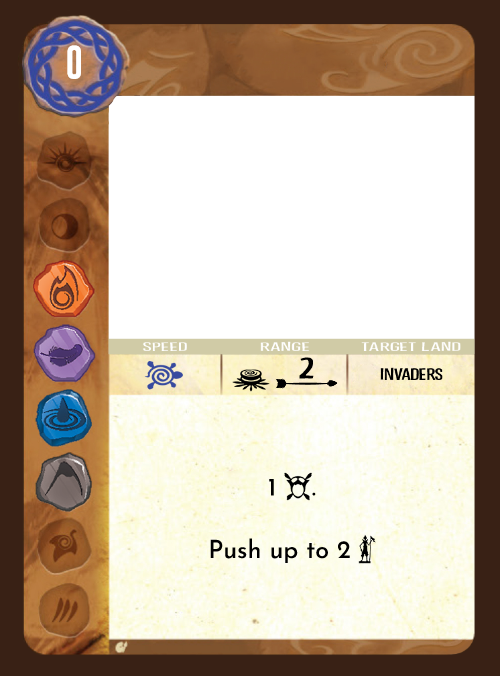 0
SPEED RANGE TARGET LAND
2 INVADERS
1 .
Push up to 2